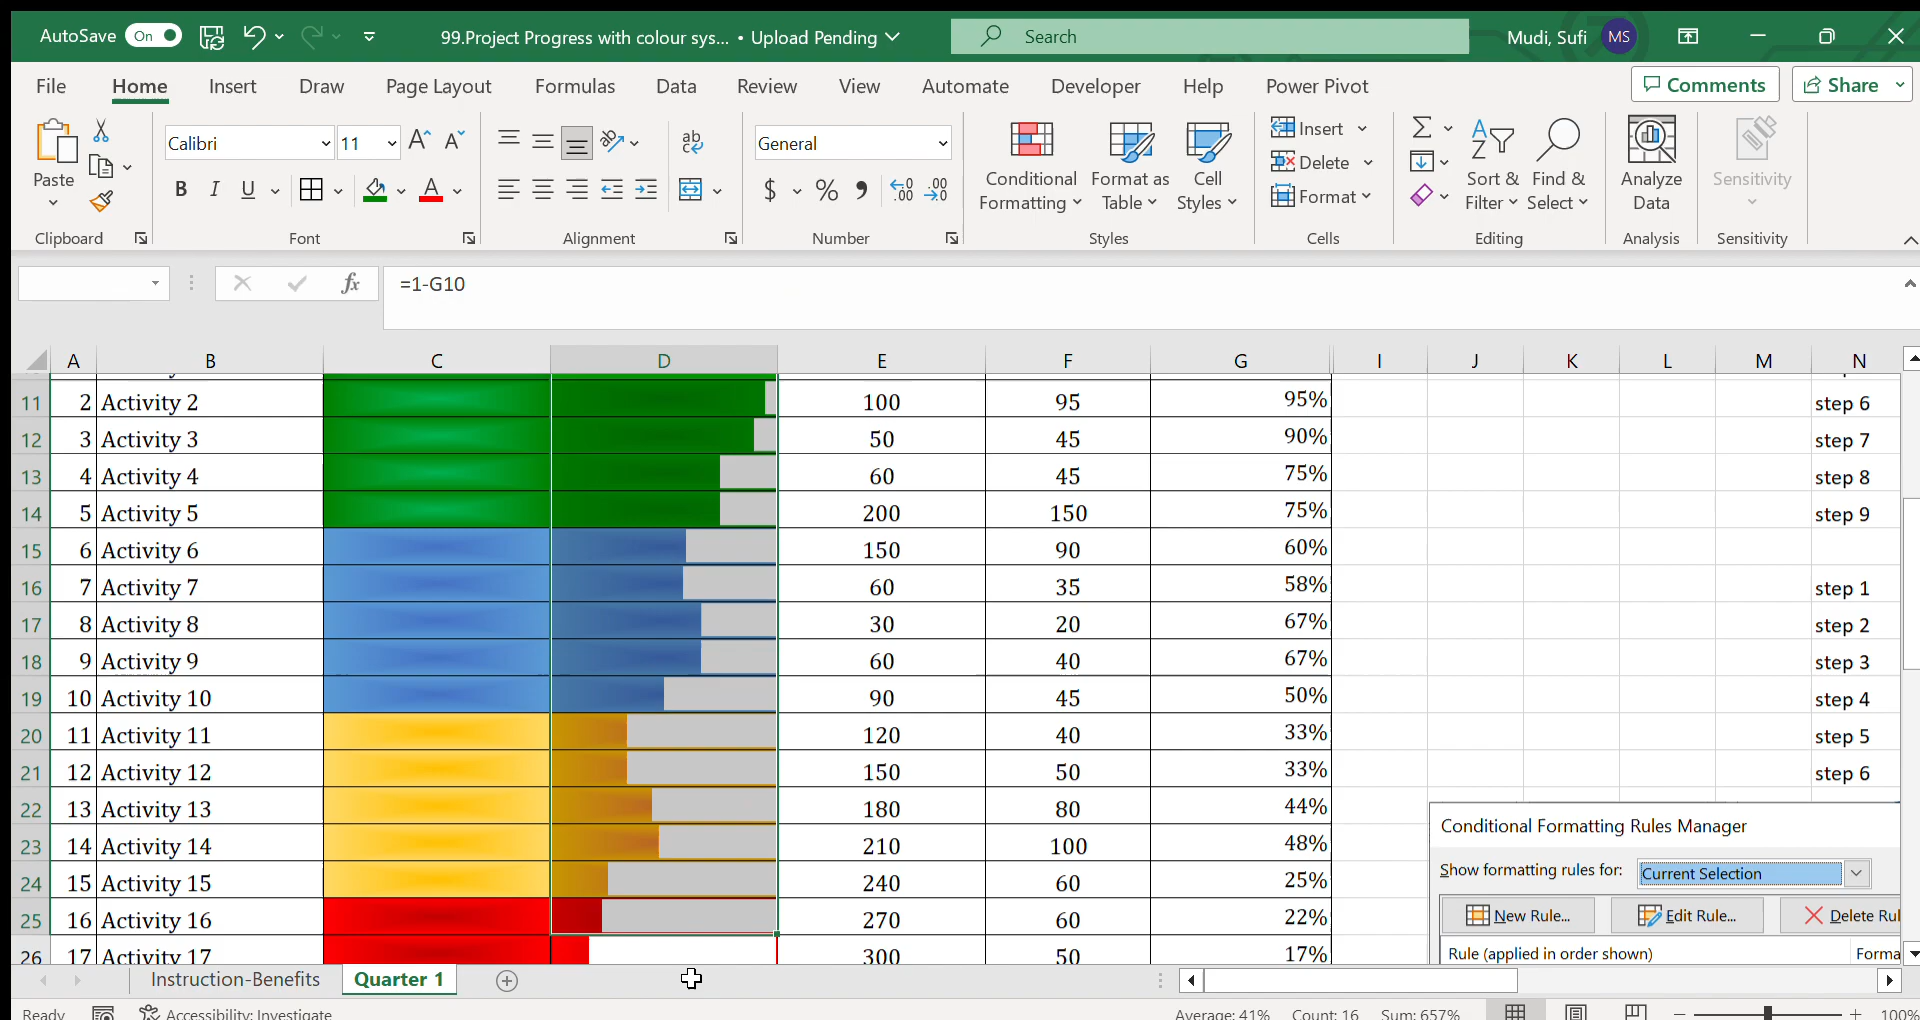 AutoSave On 99.Project Progress with colour sys... • Upload Pending Search Mudi, Sufi MS
File Home Insert Draw Page Layout Formulas Data Review View Automate Developer Help Power Pivot Comments Share
Paste Calibri 11 B I U A ab General $ % Conditional Formatting Format as Table Cell Styles Insert Delete Format Sort & Filter Find & Select Analyze Data Sensitivity
Clipboard Font Alignment Number Styles Cells Editing Analysis Sensitivity
fx =1-G10
A B C D E F G I J K L M N
11 2 Activity 2 100 95 95% step 6
12 3 Activity 3 50 45 90% step 7
13 4 Activity 4 60 45 75% step 8
14 5 Activity 5 200 150 75% step 9
15 6 Activity 6 150 90 60%
16 7 Activity 7 60 35 58% step 1
17 8 Activity 8 30 20 67% step 2
18 9 Activity 9 60 40 67% step 3
19 10 Activity 10 90 45 50% step 4
20 11 Activity 11 120 40 33% step 5
21 12 Activity 12 150 50 33% step 6
22 13 Activity 13 180 80 44%
23 14 Activity 14 210 100 48%
24 15 Activity 15 240 60 25%
25 16 Activity 16 270 60 22%
26 17 Activity 17 300 50 17%
Conditional Formatting Rules Manager
Show formatting rules for: Current Selection
New Rule... Edit Rule... Delete Rul
Rule (applied in order shown) Forma
Instruction-Benefits Quarter 1
Ready Accessibility: Investigate Average: 41% Count: 16 Sum: 657% 100%